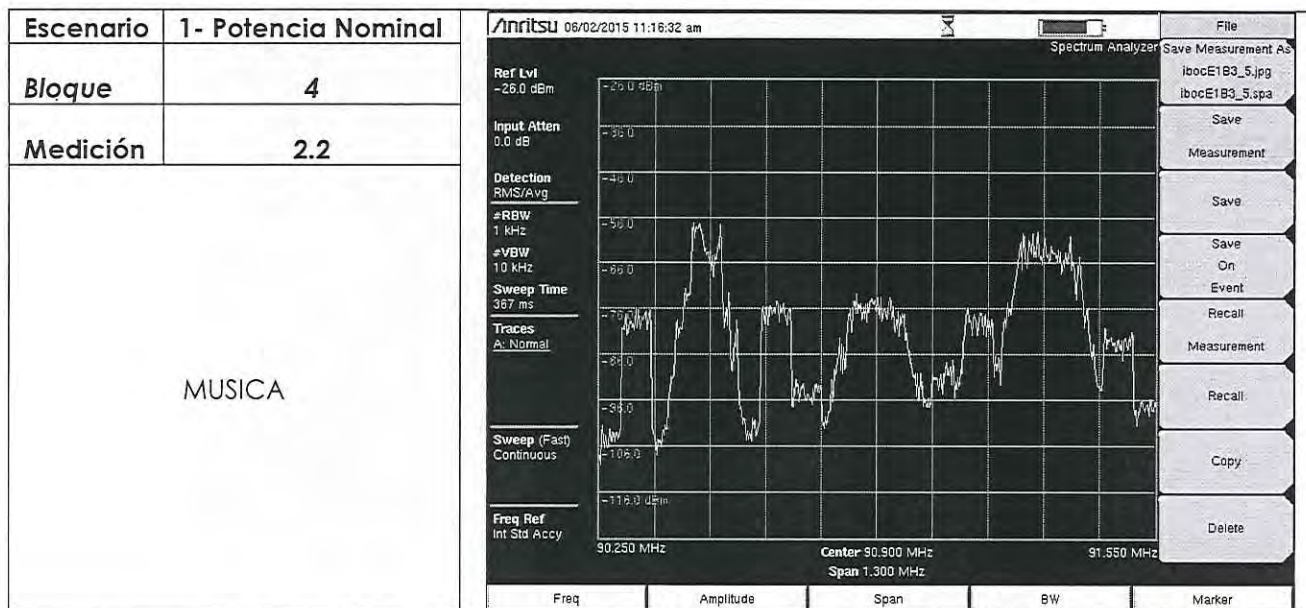 Escenario 1- Potencia Nominal
Bloque 4
Medición 2.2
MUSICA
Anritsu 06/02/2015 11:16:32 am
Spectrum Analyzer
Ref Lvl
-26.0 dBm
Input Atten
0.0 dB
Detection
RMS/Avg
#RBW
1 kHz
#VBW
10 kHz
Sweep Time
367 ms
Traces
A: Normal
Sweep (Fast)
Continuous
Freq Ref
Int Std Accy
-26.0 dBm
-36.0
-46.0
-56.0
-66.0
-76.0
-86.0
-96.0
-106.0
-116.0 dBm
90.250 MHz
Center 90.900 MHz
91.550 MHz
Span 1.300 MHz
File
Save Measurement As
ibocE1B3_5.jpg
ibocE1B3_5.spa
Save
Measurement
Save
Save
On
Event
Recall
Measurement
Recall
Copy
Delete
Freq Amplitude Span BW Marker